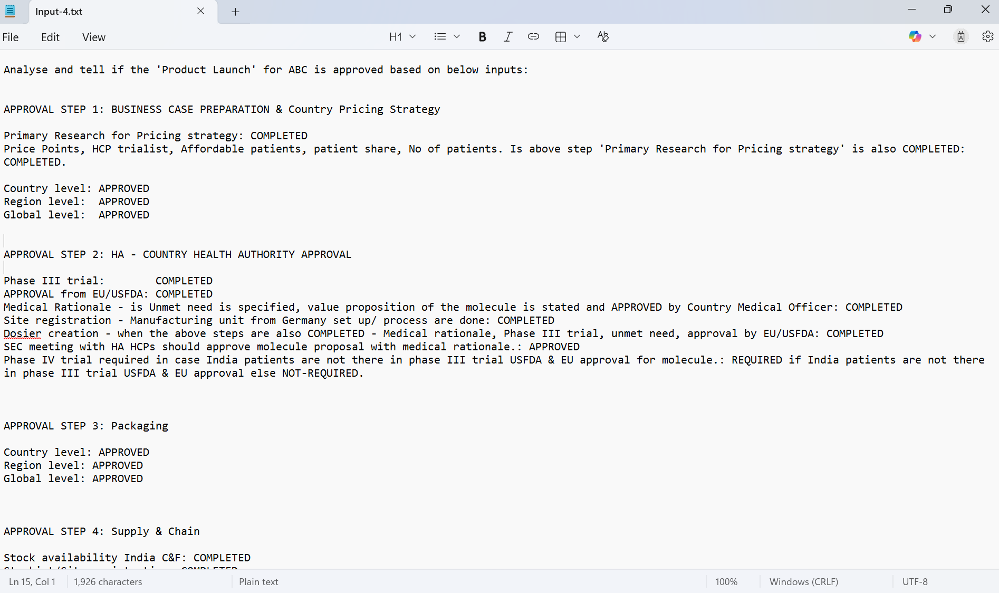 Input-4.txt
File Edit View H1
Analyse and tell if the 'Product Launch' for ABC is approved based on below inputs:
APPROVAL STEP 1: BUSINESS CASE PREPARATION & Country Pricing Strategy
Primary Research for Pricing strategy: COMPLETED
Price Points, HCP trialist, Affordable patients, patient share, No of patients. Is above step 'Primary Research for Pricing strategy' is also COMPLETED:
COMPLETED.
Country level: APPROVED
Region level: APPROVED
Global level: APPROVED
APPROVAL STEP 2: HA - COUNTRY HEALTH AUTHORITY APPROVAL
Phase III trial: COMPLETED
APPROVAL from EU/USFDA: COMPLETED
Medical Rationale - is Unmet need is specified, value proposition of the molecule is stated and APPROVED by Country Medical Officer: COMPLETED
Site registration - Manufacturing unit from Germany set up/ process are done: COMPLETED
Dosier creation - when the above steps are also COMPLETED - Medical rationale, Phase III trial, unmet need, approval by EU/USFDA: COMPLETED
SEC meeting with HA HCPs should approve molecule proposal with medical rationale.: APPROVED
Phase IV trial required in case India patients are not there in phase III trial USFDA & EU approval for molecule.: REQUIRED if India patients are not there
in phase III trial USFDA & EU approval else NOT-REQUIRED.
APPROVAL STEP 3: Packaging
Country level: APPROVED
Region level: APPROVED
Global level: APPROVED
APPROVAL STEP 4: Supply & Chain
Stock availability India C&F: COMPLETED
Ln 15, Col 1 1,926 characters Plain text 100% Windows (CRLF) UTF-8